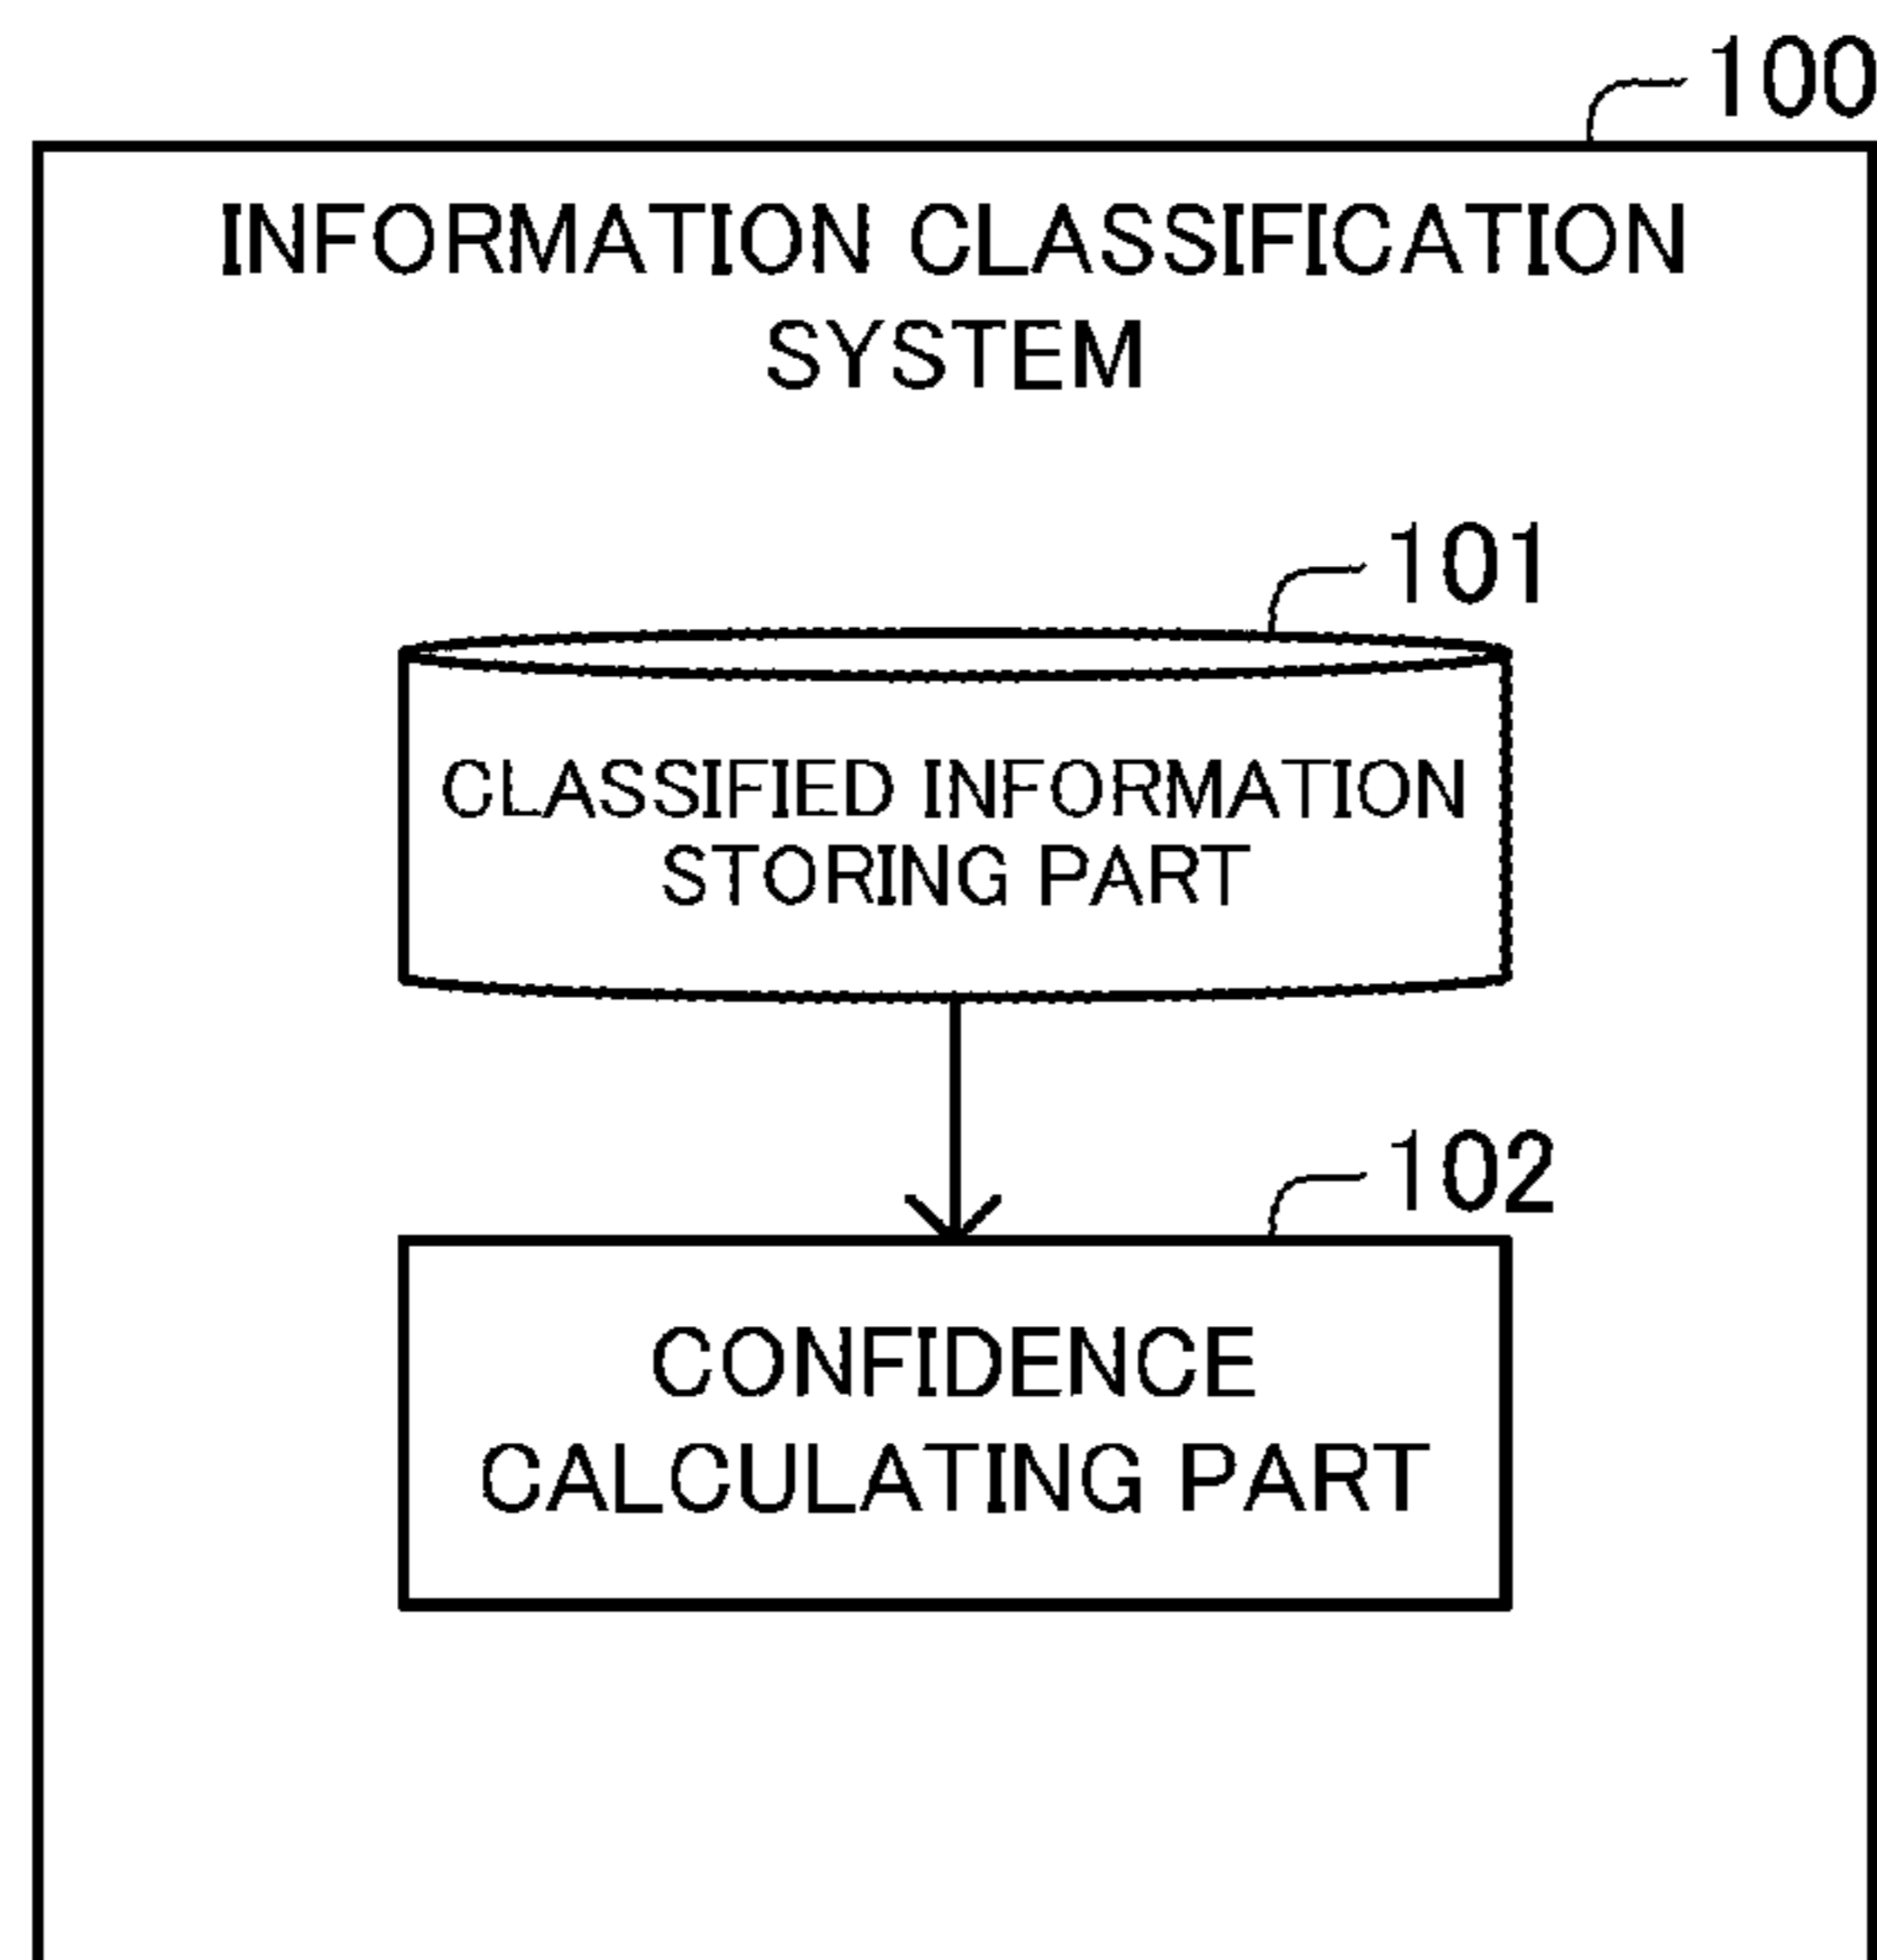 100
INFORMATION CLASSIFICATION
SYSTEM
101
CLASSIFIED INFORMATION
STORING PART
102
CONFIDENCE
CALCULATING PART